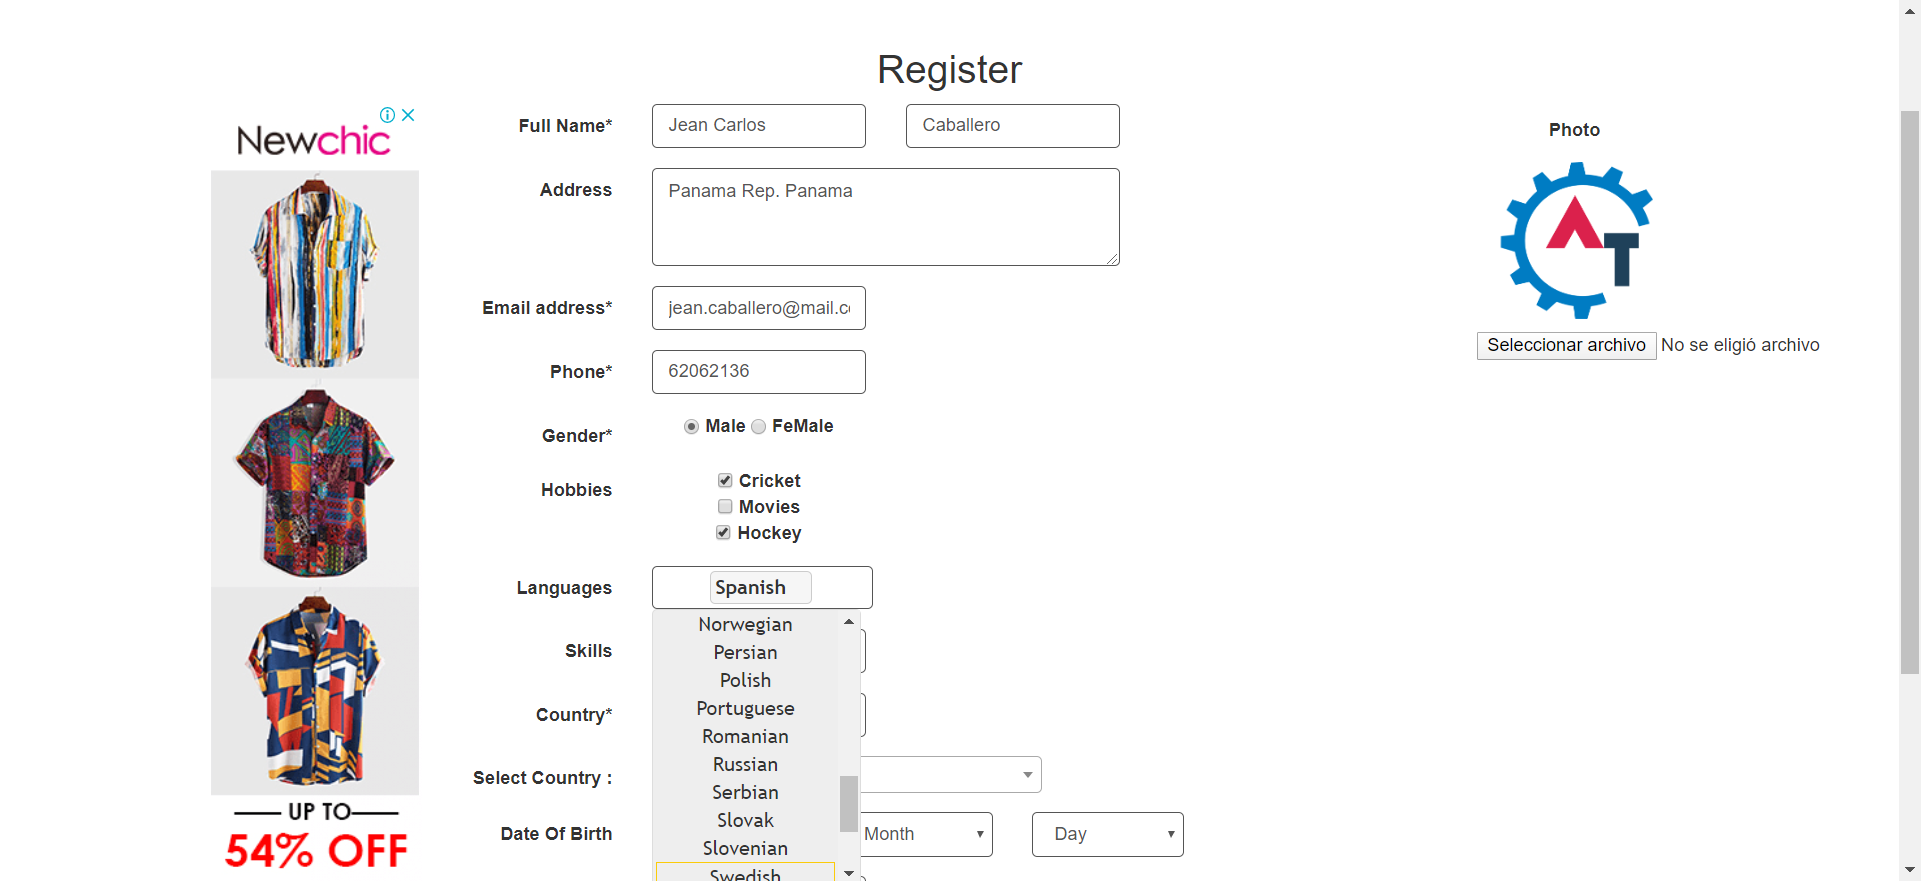 Register
Newchic
Full Name* Jean Carlos Caballero
Photo
Address Panama Rep. Panama
AT
Email address* jean.caballero@mail.c
Seleccionar archivo No se eligió archivo
Phone* 62062136
Gender* Male FeMale
Hobbies Cricket
Movies
Hockey
Languages Spanish
Norwegian
Skills
Persian
Polish
Country* Portuguese
Romanian
Russian
Select Country :
Serbian
Slovak
Date Of Birth Month Day
Slovenian
Swedish
UP TO
54% OFF